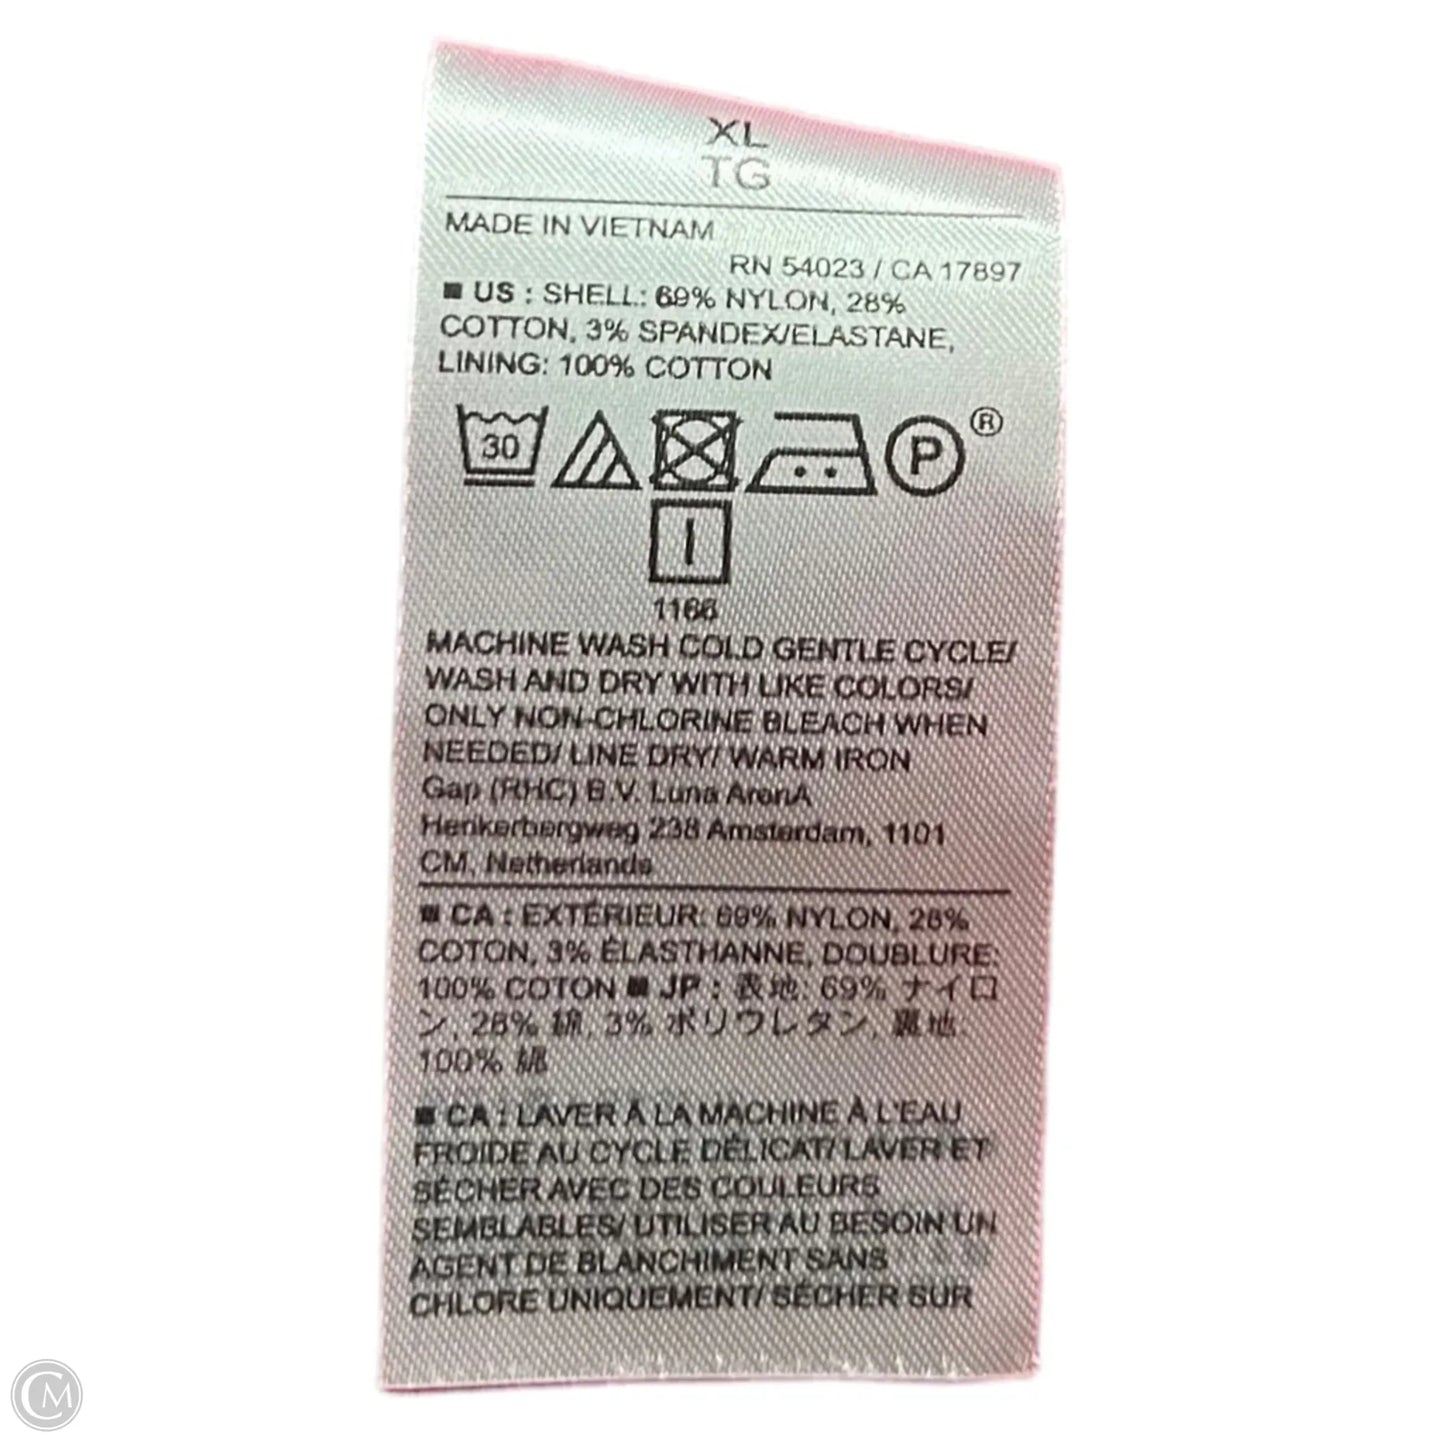 XL
TG
MADE IN VIETNAM
RN 54023 / CA 17897
■ US : SHELL: 69% NYLON, 28%
COTTON, 3% SPANDEX/ELASTANE,
LINING: 100% COTTON
30
P
®
1166
MACHINE WASH COLD GENTLE CYCLE/
WASH AND DRY WITH LIKE COLORS/
ONLY NON-CHLORINE BLEACH WHEN
NEEDED/ LINE DRY/ WARM IRON
Gap (RHC) B.V. Luna ArenA
Herikerbergweg 238 Amsterdam, 1101
CM, Netherlands
■ CA : EXTÉRIEUR: 69% NYLON, 28%
COTON, 3% ÉLASTHANNE, DOUBLURE:
100% COTON ■ JP : 表地: 69% ナイロ
ン, 28% 綿, 3% ポリウレタン, 裏地:
100% 綿
■ CA : LAVER À LA MACHINE À L'EAU
FROIDE AU CYCLE DÉLICAT/ LAVER ET
SÉCHER AVEC DES COULEURS
SEMBLABLES/ UTILISER AU BESOIN UN
AGENT DE BLANCHIMENT SANS
CHLORE UNIQUEMENT/ SÉCHER SUR
CM